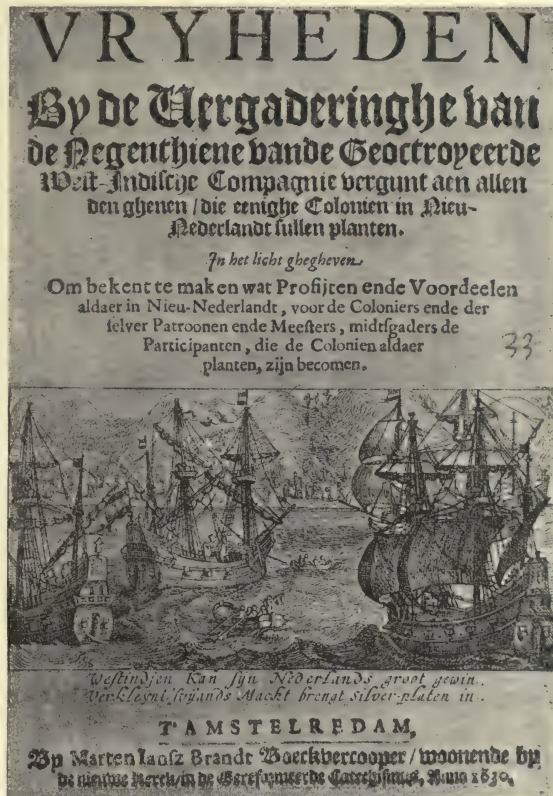 VRYHEDEN
By de Vergaderinghe van
de Negenthiene vande Geoctroyeerde
West-Indische Compagnie vergunt aen allen
den ghenen / die eenighe Colonien in Nieu-
Nederlandt sullen planten.
In het licht ghegheven
Om bekent te maken wat Profijten ende Voordeelen
aldaer in Nieu-Nederlandt, voor de Coloniers ende der
selver Patroonen ende Meesters, midtsgaders de
Participanten, die de Colonien aldaer
planten, zijn becomen.
33
Westindjen Kan sijn Nederlands groot gewin.
Verkleynt svijands Mackt brengt silver-platen in.
T'AMSTELREDAM,
By Marten Iansz Brandt Boeckvercooper / woonende by
de nieuwe Kerck / in de Gereformeerde Catechismus, Anno 1630.